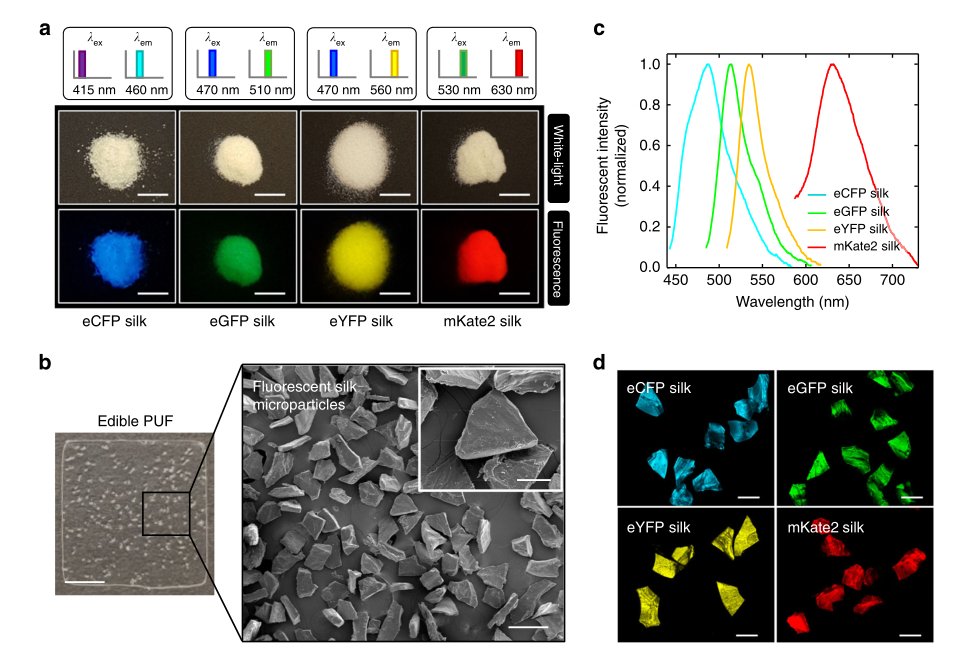 a
λex λem
415 nm 460 nm
λex λem
470 nm 510 nm
λex λem
470 nm 560 nm
λex λem
530 nm 630 nm
White-light
Fluorescence
eCFP silk
eGFP silk
eYFP silk
mKate2 silk
b
Edible PUF
Fluorescent silk
microparticles
c
Fluorescent intensity
(normalized)
1.0
0.8
0.6
0.4
0.2
0.0
450 500 550 600 650 700
Wavelength (nm)
eCFP silk
eGFP silk
eYFP silk
mKate2 silk
d
eCFP silk
eGFP silk
eYFP silk
mKate2 silk